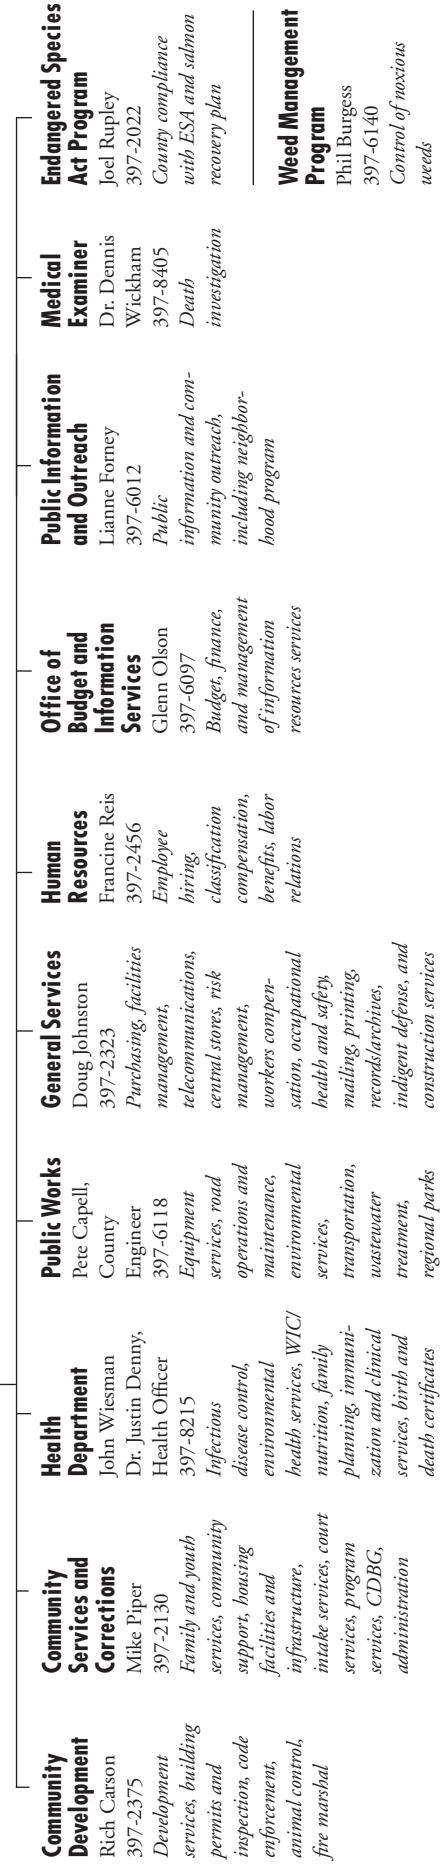 Community
Development
Rich Carson
397-2375
Development
services, building
permits and
inspection, code
enforcement,
animal control,
fire marshal
Community
Services and
Corrections
Mike Piper
397-2130
Family and youth
services, community
support, housing
facilities and
infrastructure,
intake services, court
services, program
services, CDBG,
administration
Health
Department
John Wiesman
Dr. Justin Denny,
Health Officer
397-8215
Infectious
disease control,
environmental
health services, WIC/
nutrition, family
planning, immuni-
zation and clinical
services, birth and
death certificates
Public Works
Pete Capell,
County
Engineer
397-6118
Equipment
services, road
operations and
maintenance,
environmental
services,
transportation,
wastewater
treatment,
regional parks
General Services
Doug Johnston
397-2323
Purchasing, facilities
management,
telecommunications,
central stores, risk
management,
workers compen-
sation, occupational
health and safety,
mailing, printing,
records/archives,
indigent defense, and
construction services
Human
Resources
Francine Reis
397-2456
Employee
hiring,
classification
compensation,
benefits, labor
relations
Office of
Budget and
Information
Services
Glenn Olson
397-6097
Budget, finance,
and management
of information
resources services
Public Information
and Outreach
Lianne Forney
397-6012
Public
information and com-
munity outreach,
including neighbor-
hood program
Medical
Examiner
Dr. Dennis
Wickham
397-8405
Death
investigation
Endangered Species
Act Program
Joel Rupley
397-2022
County compliance
with ESA and salmon
recovery plan
Weed Management
Program
Phil Burgess
397-6140
Control of noxious
weeds